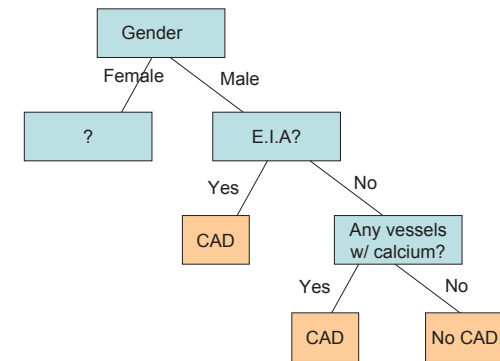 Gender
Female
Male
?
E.I.A?
Yes
No
CAD
Any vessels
w/ calcium?
Yes
No
CAD
No CAD